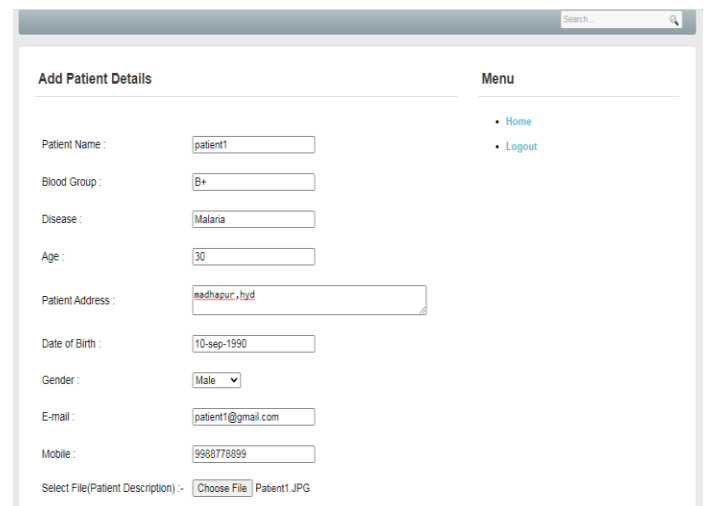 Search...
Add Patient Details
Menu
• Home
• Logout
Patient Name : patient1
Blood Group : B+
Disease : Malaria
Age : 30
Patient Address : madhapur,hyd
Date of Birth : 10-sep-1990
Gender : Male
E-mail : patient1@gmail.com
Mobile : 9988778899
Select File(Patient Description) :- Choose File Patient1.JPG